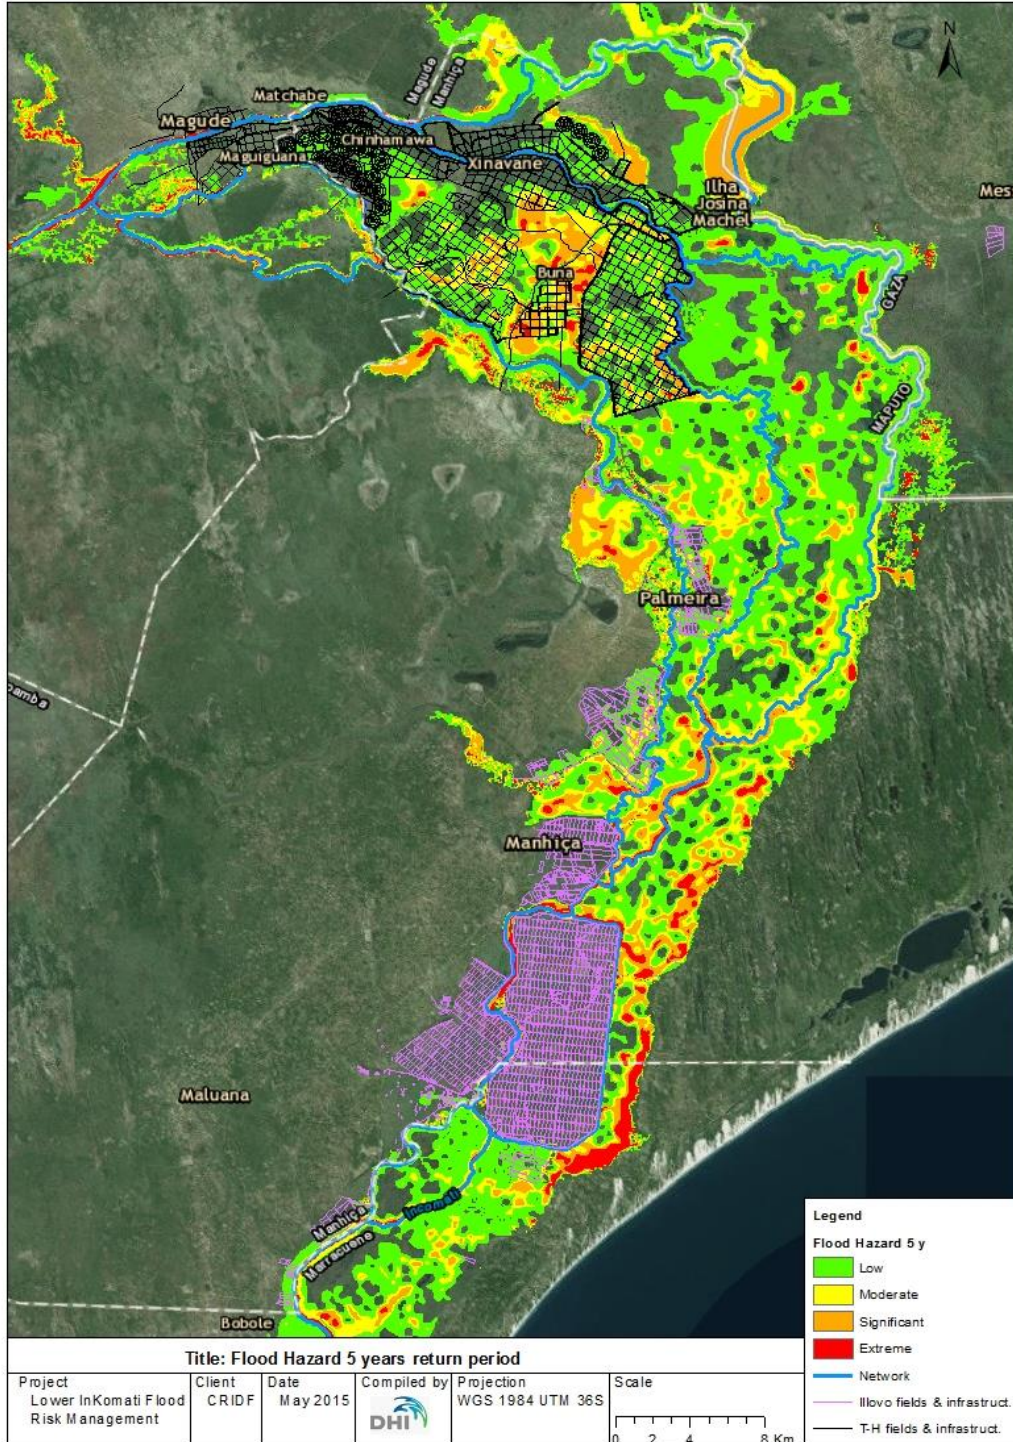 N
Matchabe
Magude
Manhiça
Magude
Chinhamawa
Maguiguana
Xinavane
Ilha
Josina
Machel
Mes
Buna
GAZA
MAPUTO
Palmeira
bamba
Manhiça
Maluana
Incomati
Manhiça
Marracuene
Bobole
Legend
Flood Hazard 5 y
Low
Moderate
Significant
Extreme
Network
Illovo fields & infrastruct.
T-H fields & infrastruct.
Title: Flood Hazard 5 years return period
Project
Lower InKomati Flood
Risk Management
Client
CRIDF
Date
May 2015
Compiled by
DHI
Projection
WGS 1984 UTM 36S
Scale
0 2 4 8 Km